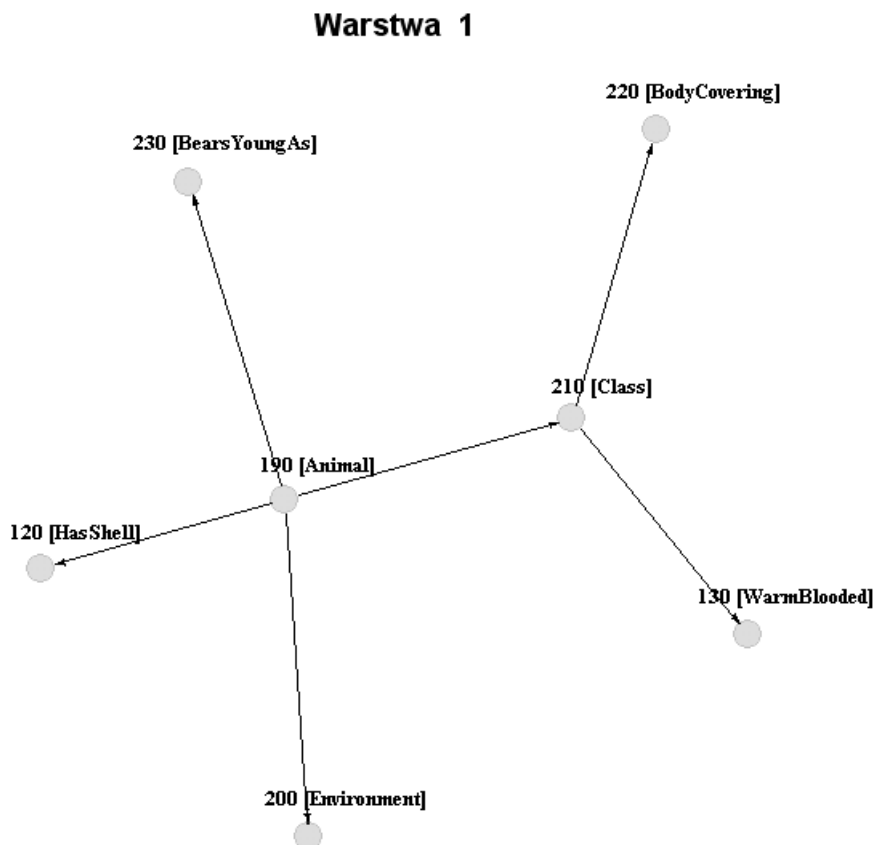 Warstwa 1
220 [BodyCovering]
230 [BearsYoungAs]
210 [Class]
190 [Animal]
120 [HasShell]
130 [WarmBlooded]
200 [Environment]